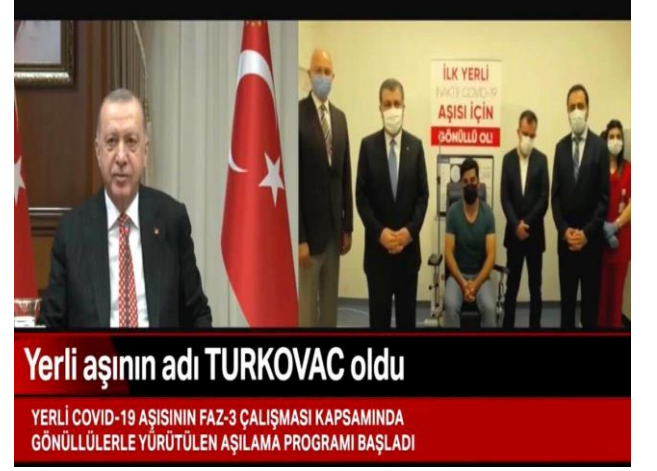 İLK YERLİ
İNAKTİF COVID-19
AŞISI İÇİN
GÖNÜLLÜ OL!
Yerli aşının adı TURKOVAC oldu
YERLİ COVID-19 AŞISININ FAZ-3 ÇALIŞMASI KAPSAMINDA
GÖNÜLLÜLERLE YÜRÜTÜLEN AŞILAMA PROGRAMI BAŞLADI